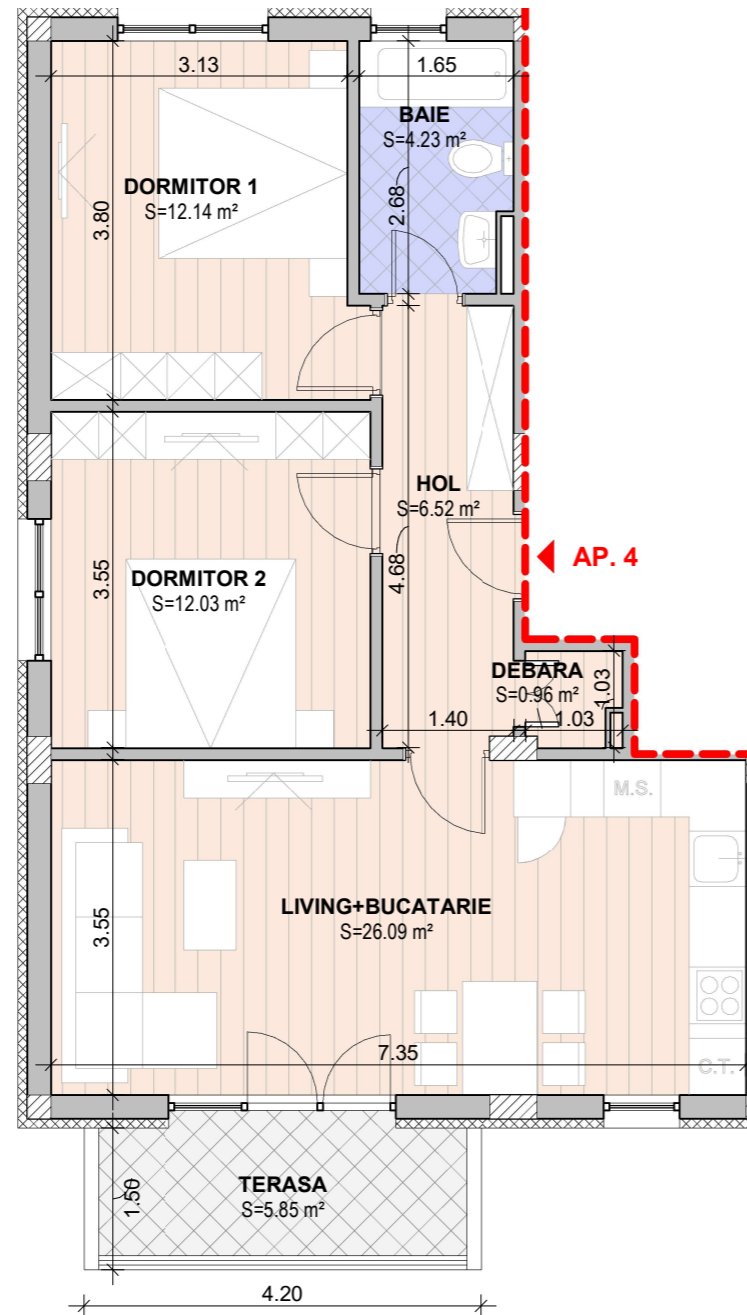 3.13
1.65
BAIE
S=4.23 m²
DORMITOR 1
S=12.14 m²
3.80
2.68
HOL
S=6.52 m²
AP. 4
DORMITOR 2
S=12.03 m²
3.55
4.68
DEBARA
S=0.96 m²
1.03
1.40
1.03
M.S.
LIVING+BUCATARIE
S=26.09 m²
3.55
7.35
C.T.
TERASA
S=5.85 m²
1.50
4.20